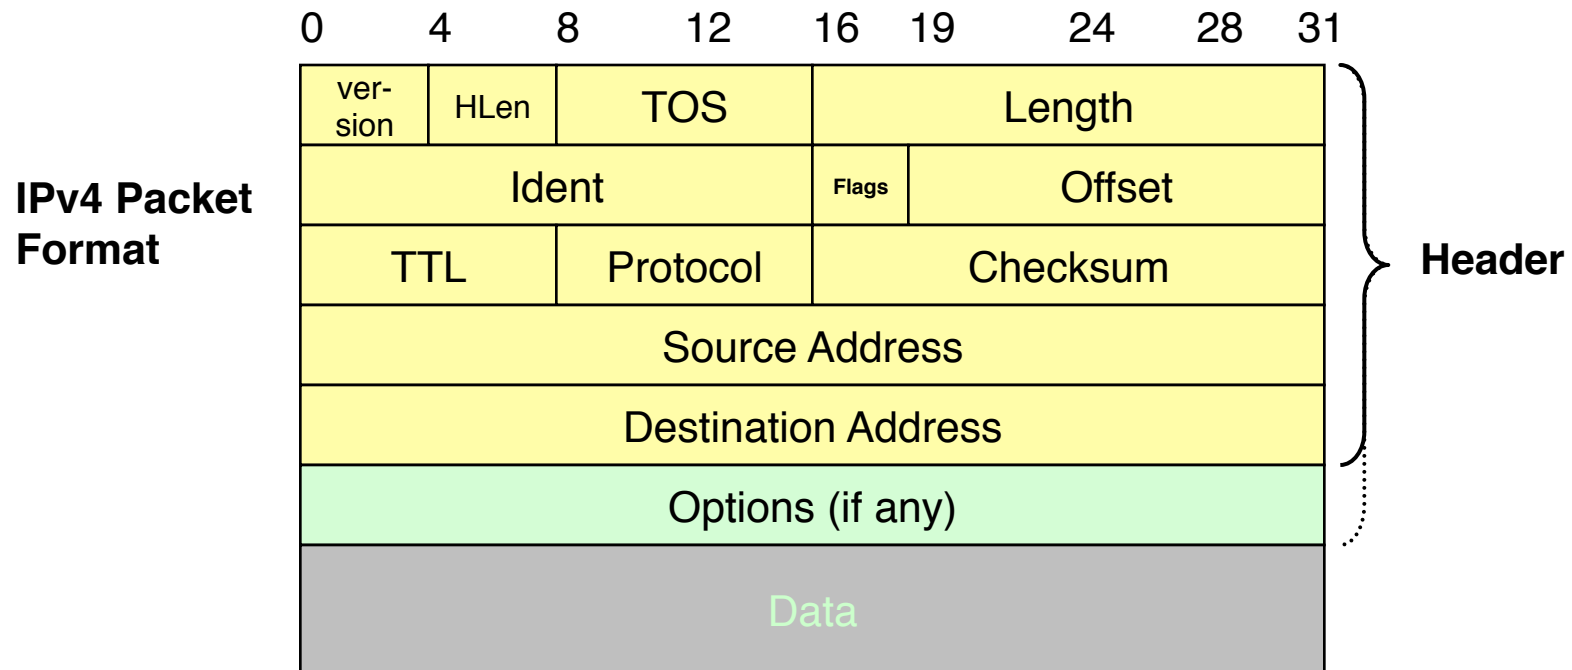 0 4 8 12 16 19 24 28 31
ver-
sion
HLen
TOS
Length
IPv4 Packet
Format
Ident
Flags
Offset
TTL
Protocol
Checksum
Header
Source Address
Destination Address
Options (if any)
Data